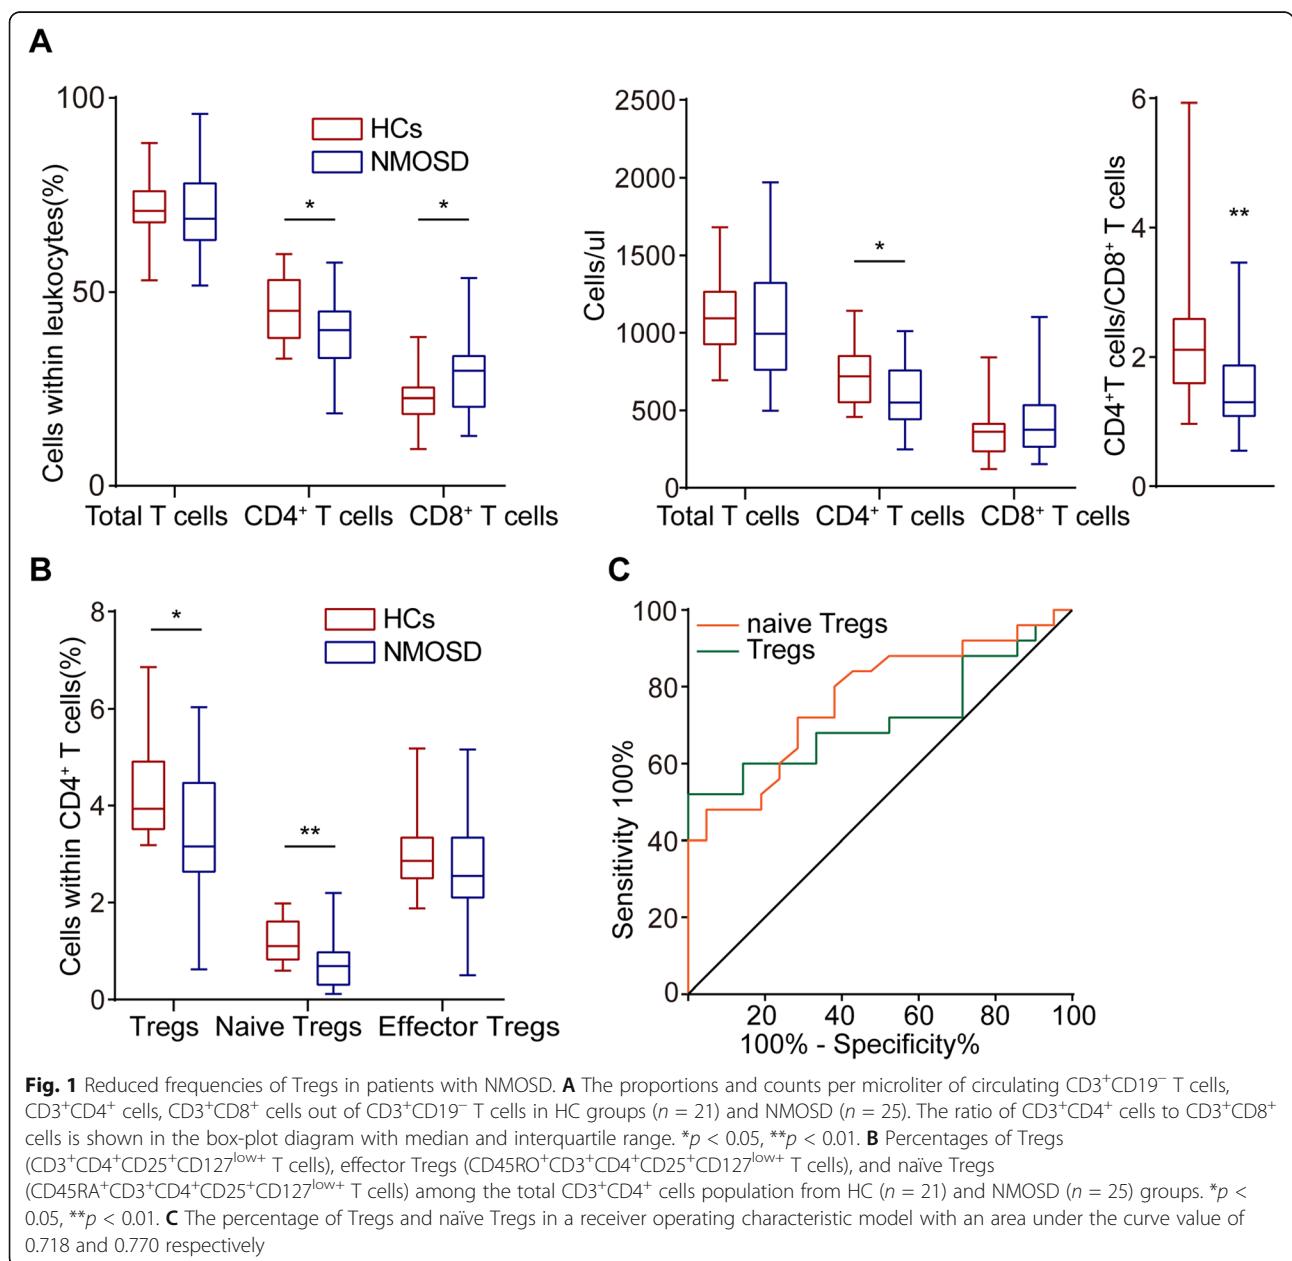 A
100
50
0
Cells within leukocytes(%)
HCs
NMOSD
*
*
Total T cells
CD4⁺ T cells
CD8⁺ T cells
2500
2000
1500
1000
500
0
Cells/ul
*
Total T cells
CD4⁺ T cells
CD8⁺ T cells
6
4
2
0
CD4⁺T cells/CD8⁺ T cells
**
B
8
6
4
2
0
Cells within CD4⁺ T cells(%)
HCs
NMOSD
*
**
Tregs
Naive Tregs
Effector Tregs
C
100
80
60
40
20
0
Sensitivity 100%
naive Tregs
Tregs
20 40 60 80 100
100% - Specificity%
Fig. 1 Reduced frequencies of Tregs in patients with NMOSD. A The proportions and counts per microliter of circulating CD3⁺CD19⁻ T cells,
CD3⁺CD4⁺ cells, CD3⁺CD8⁺ cells out of CD3⁺CD19⁻ T cells in HC groups (n = 21) and NMOSD (n = 25). The ratio of CD3⁺CD4⁺ cells to CD3⁺CD8⁺
cells is shown in the box-plot diagram with median and interquartile range. *p < 0.05, **p < 0.01. B Percentages of Tregs
(CD3⁺CD4⁺CD25⁺CD127ˡᵒʷ⁺ T cells), effector Tregs (CD45RO⁺CD3⁺CD4⁺CD25⁺CD127ˡᵒʷ⁺ T cells), and naïve Tregs
(CD45RA⁺CD3⁺CD4⁺CD25⁺CD127ˡᵒʷ⁺ T cells) among the total CD3⁺CD4⁺ cells population from HC (n = 21) and NMOSD (n = 25) groups. *p <
0.05, **p < 0.01. C The percentage of Tregs and naïve Tregs in a receiver operating characteristic model with an area under the curve value of
0.718 and 0.770 respectively